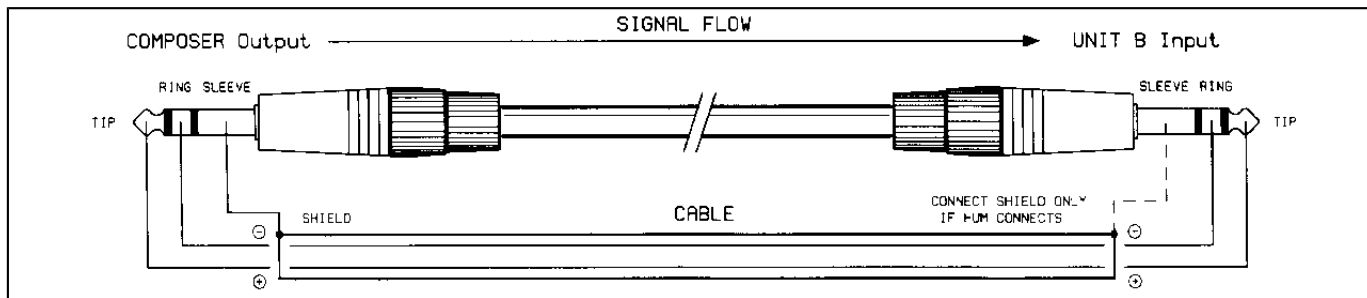 SIGNAL FLOW
COMPOSER Output
UNIT B Input
RING SLEEVE
SLEEVE RING
TIP
TIP
SHIELD
CABLE
CONNECT SHIELD ONLY
IF HUM CONNECTS
⊖
⊖
⊕
⊕